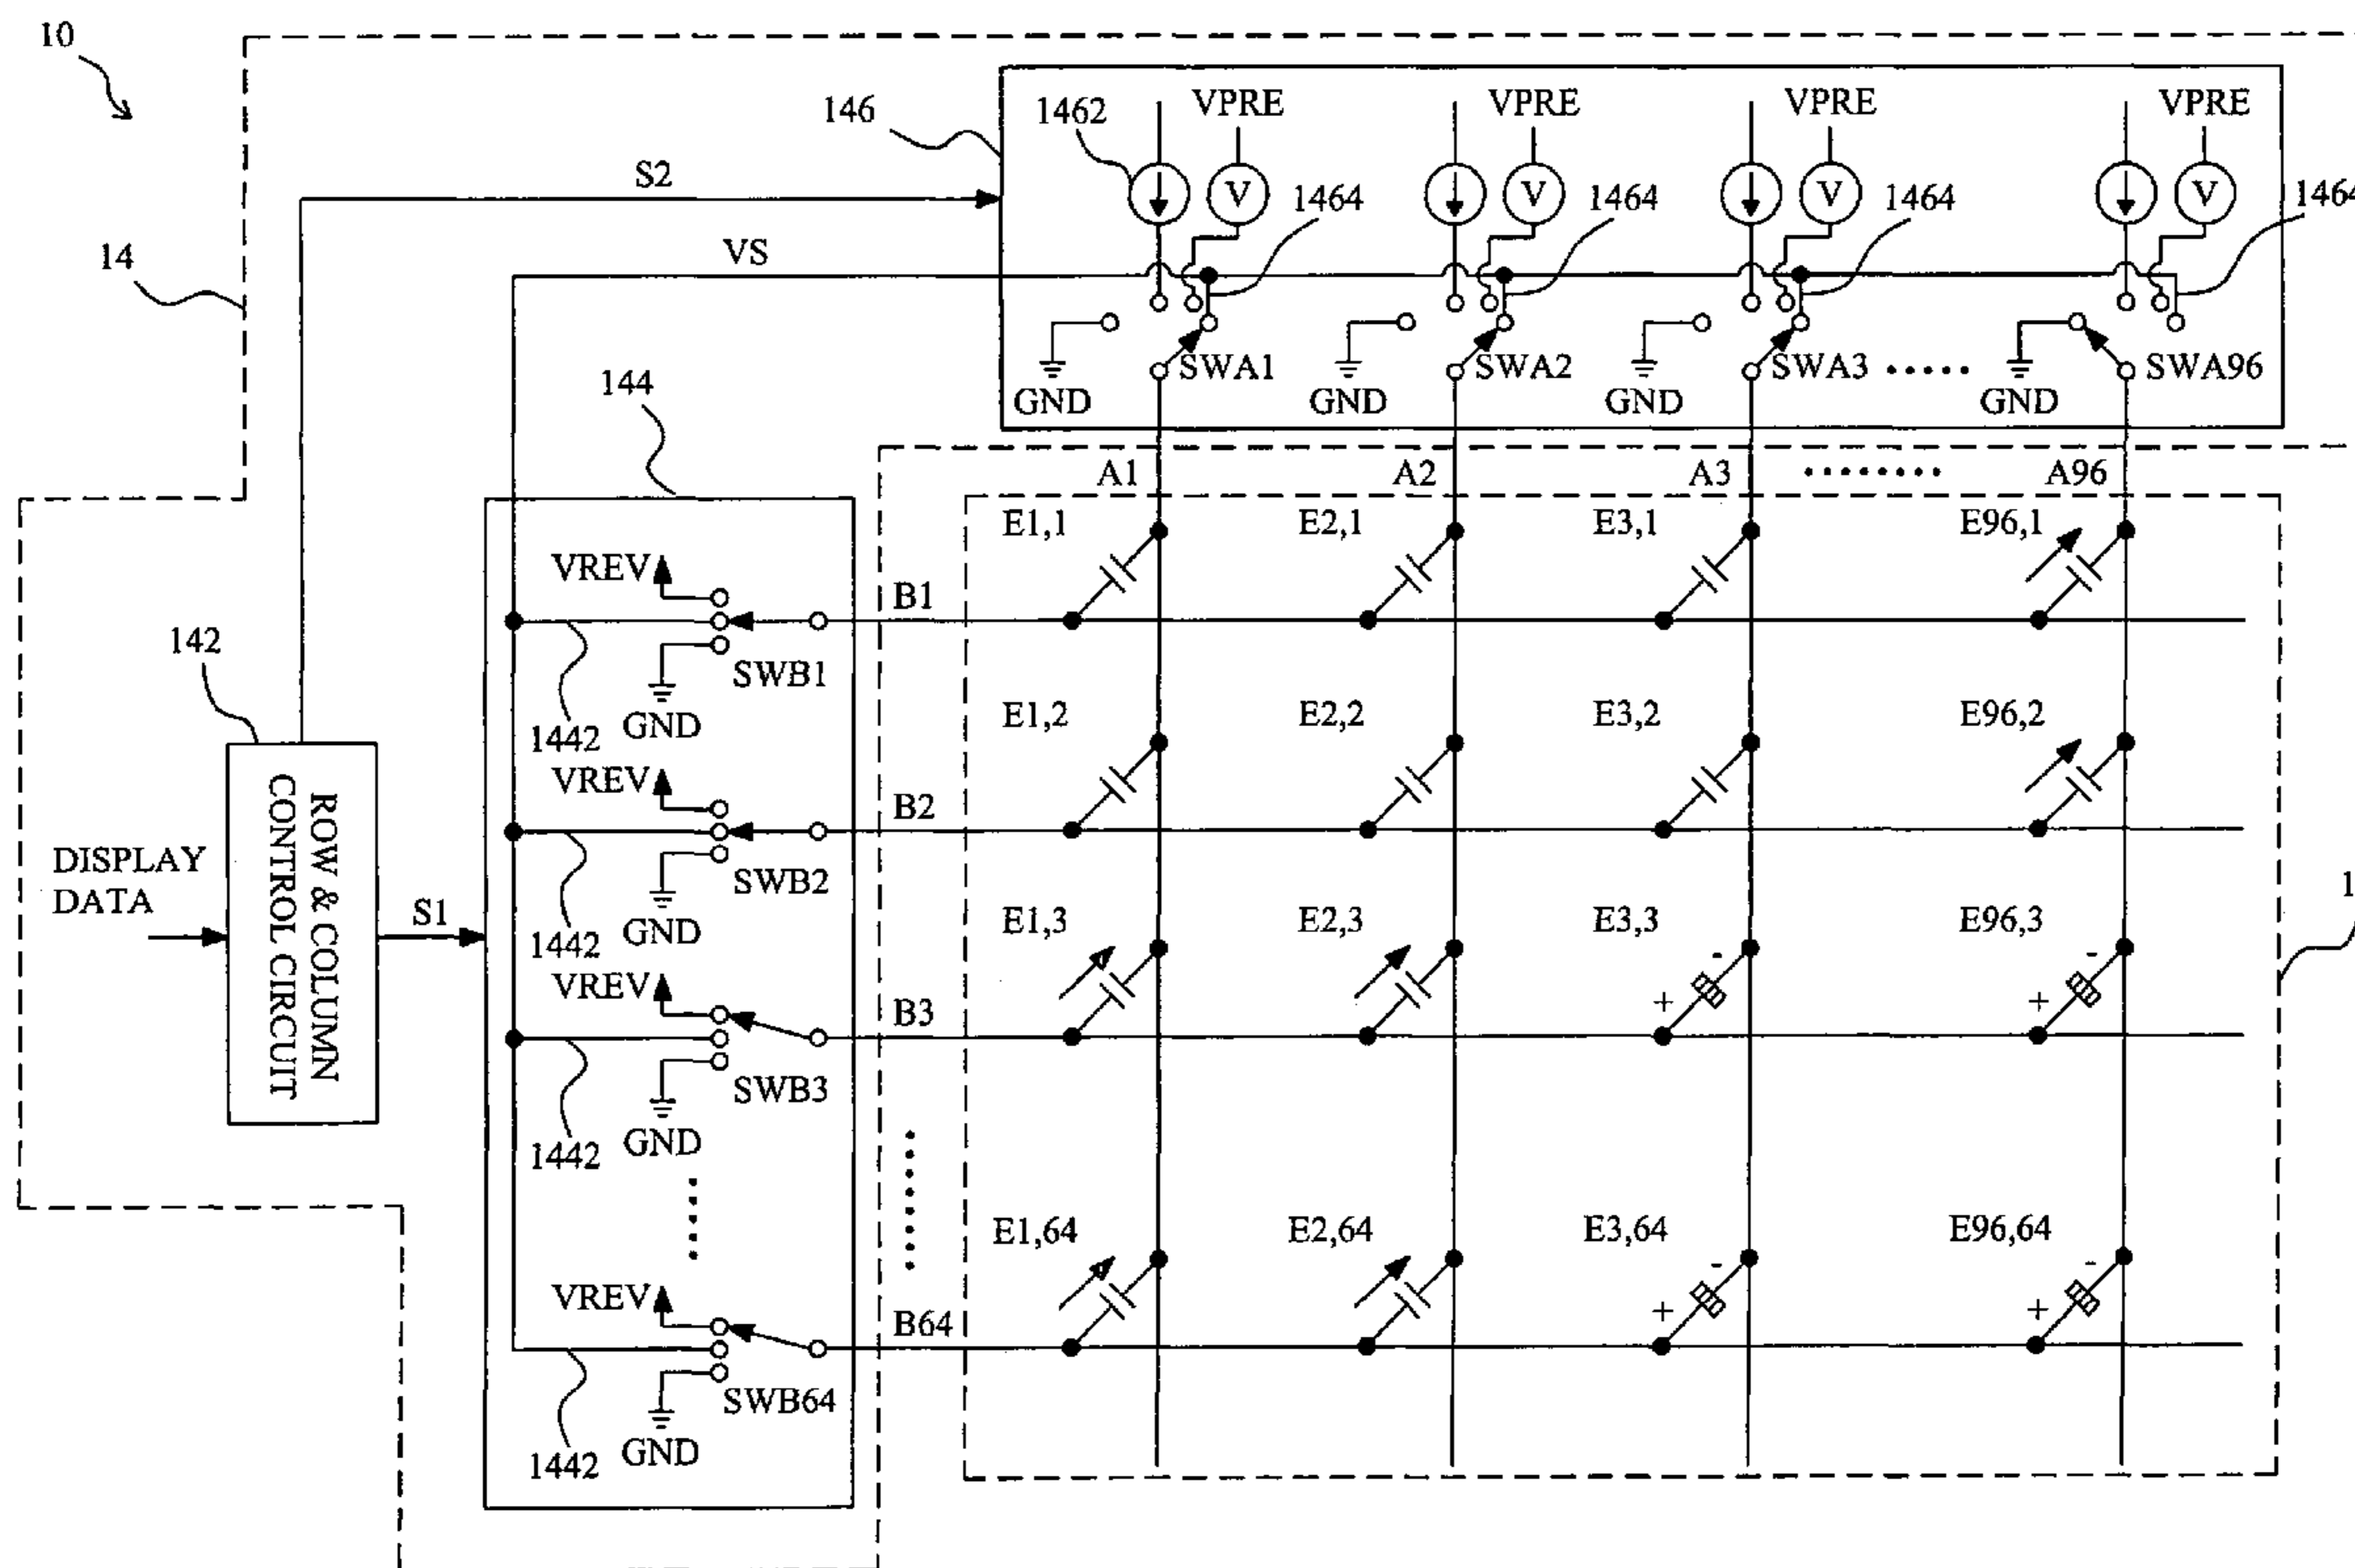 10
146
1462
VPRE
VPRE
VPRE
VPRE
V
V
V
V
1464
1464
1464
S2
14
VS
SWA1
SWA2
SWA3
.....
SWA96
GND
GND
GND
GND
144
A1
A2
A3
........
A96
E1,1
E2,1
E3,1
E96,1
VREV
B1
SWB1
GND
1442
142
E1,2
E2,2
E3,2
E96,2
VREV
B2
SWB2
GND
1442
ROW & COLUMN
CONTROL CIRCUIT
DISPLAY
DATA
S1
E1,3
E2,3
E3,3
E96,3
- -
+ +
VREV
B3
SWB3
GND
1442
E1,64
E2,64
E3,64
E96,64
- -
+ +
VREV
B64
SWB64
GND
1442